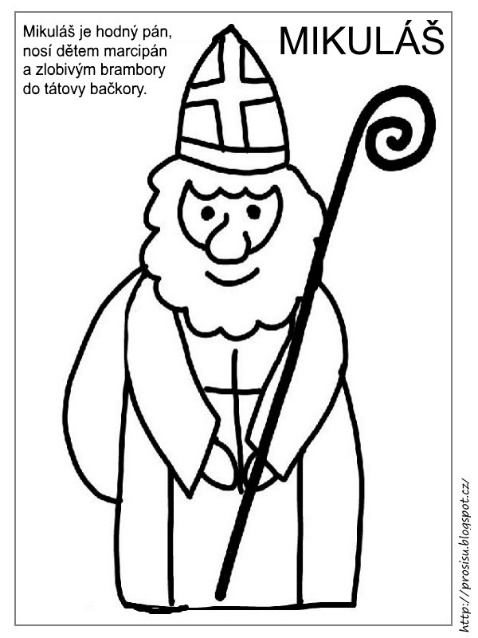 Mikuláš je hodný pán,
nosí dětem marcipán
a zlobivým brambory
do tátovy bačkory.
MIKULÁŠ
http://prosisu.blogspot.cz/